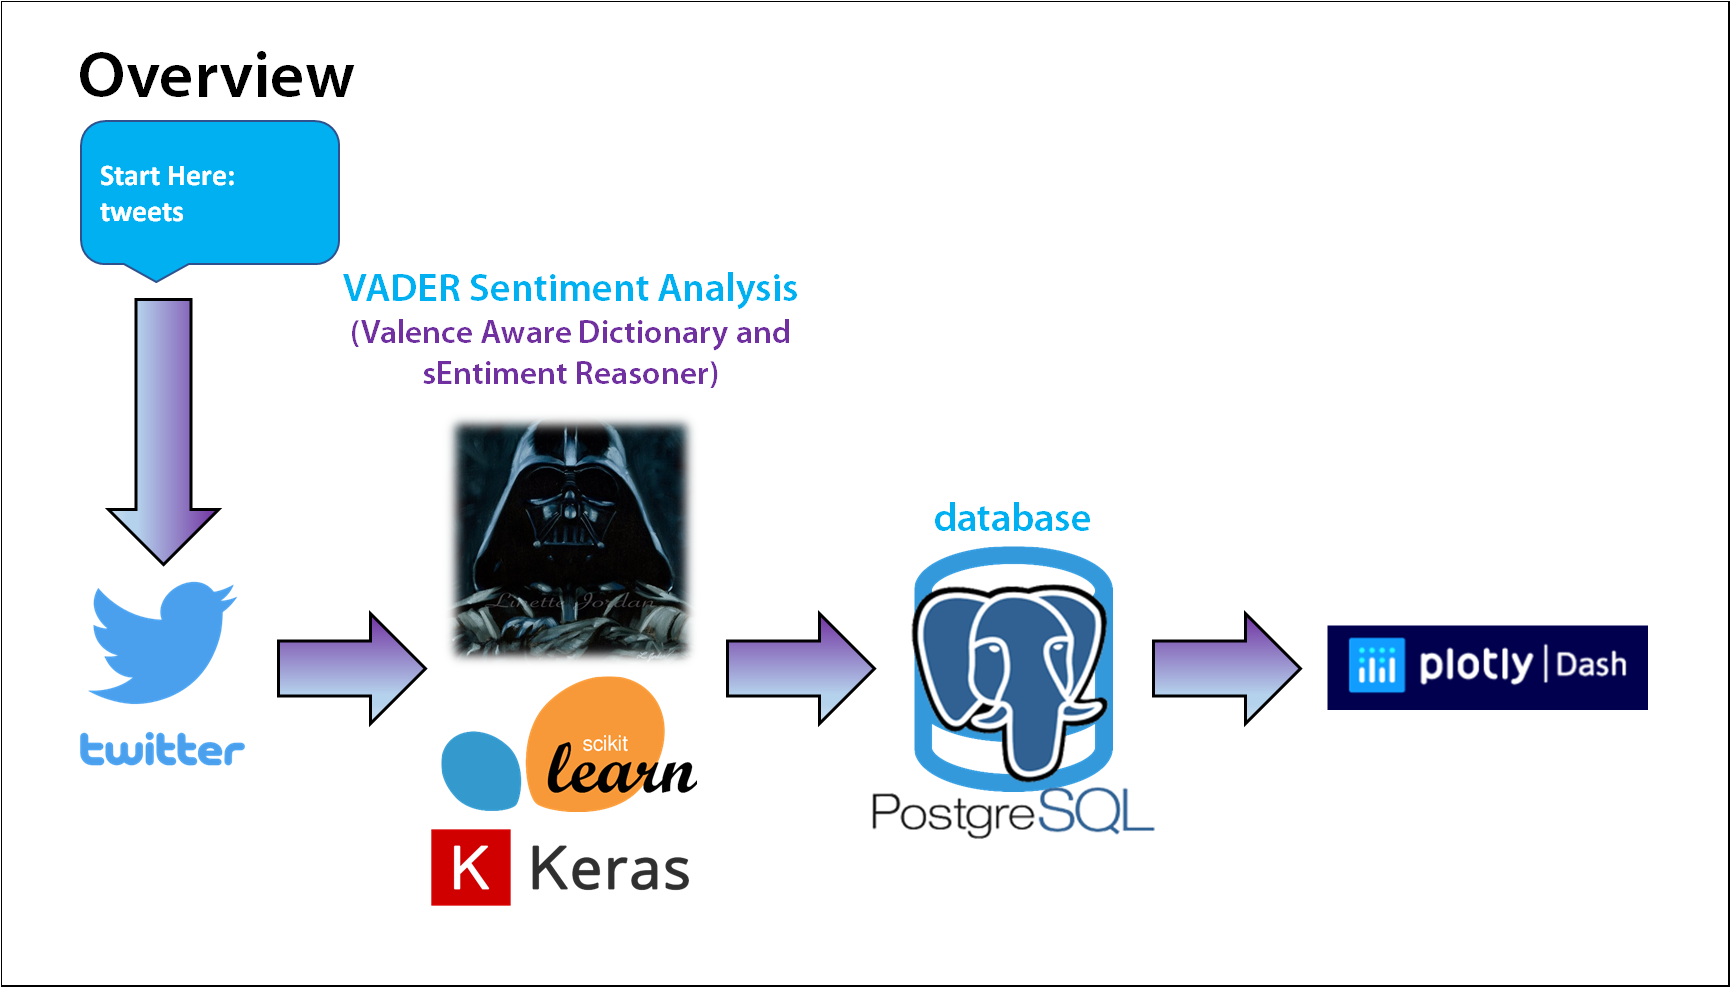 Overview
Start Here:
tweets
VADER Sentiment Analysis
(Valence Aware Dictionary and
sEntiment Reasoner)
Linette Jordan
database
twitter
scikit
learn
K Keras
PostgreSQL
plotly | Dash